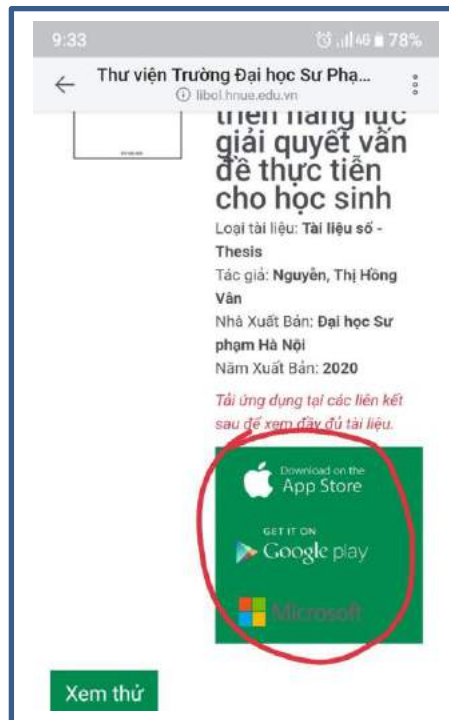 9:33
4G 78%
Thư viện Trường Đại học Sư Phạ...
libol.hnue.edu.vn
triển năng lực
giải quyết vấn
đề thực tiễn
cho học sinh
Loại tài liệu: Tài liệu số -
Thesis
Tác giả: Nguyễn, Thị Hồng
Vân
Nhà Xuất Bản: Đại học Sư
phạm Hà Nội
Năm Xuất Bản: 2020
Tải ứng dụng tại các liên kết
sau để xem đầy đủ tài liệu.
Download on the
App Store
GET IT ON
Google play
Microsoft
Xem thử